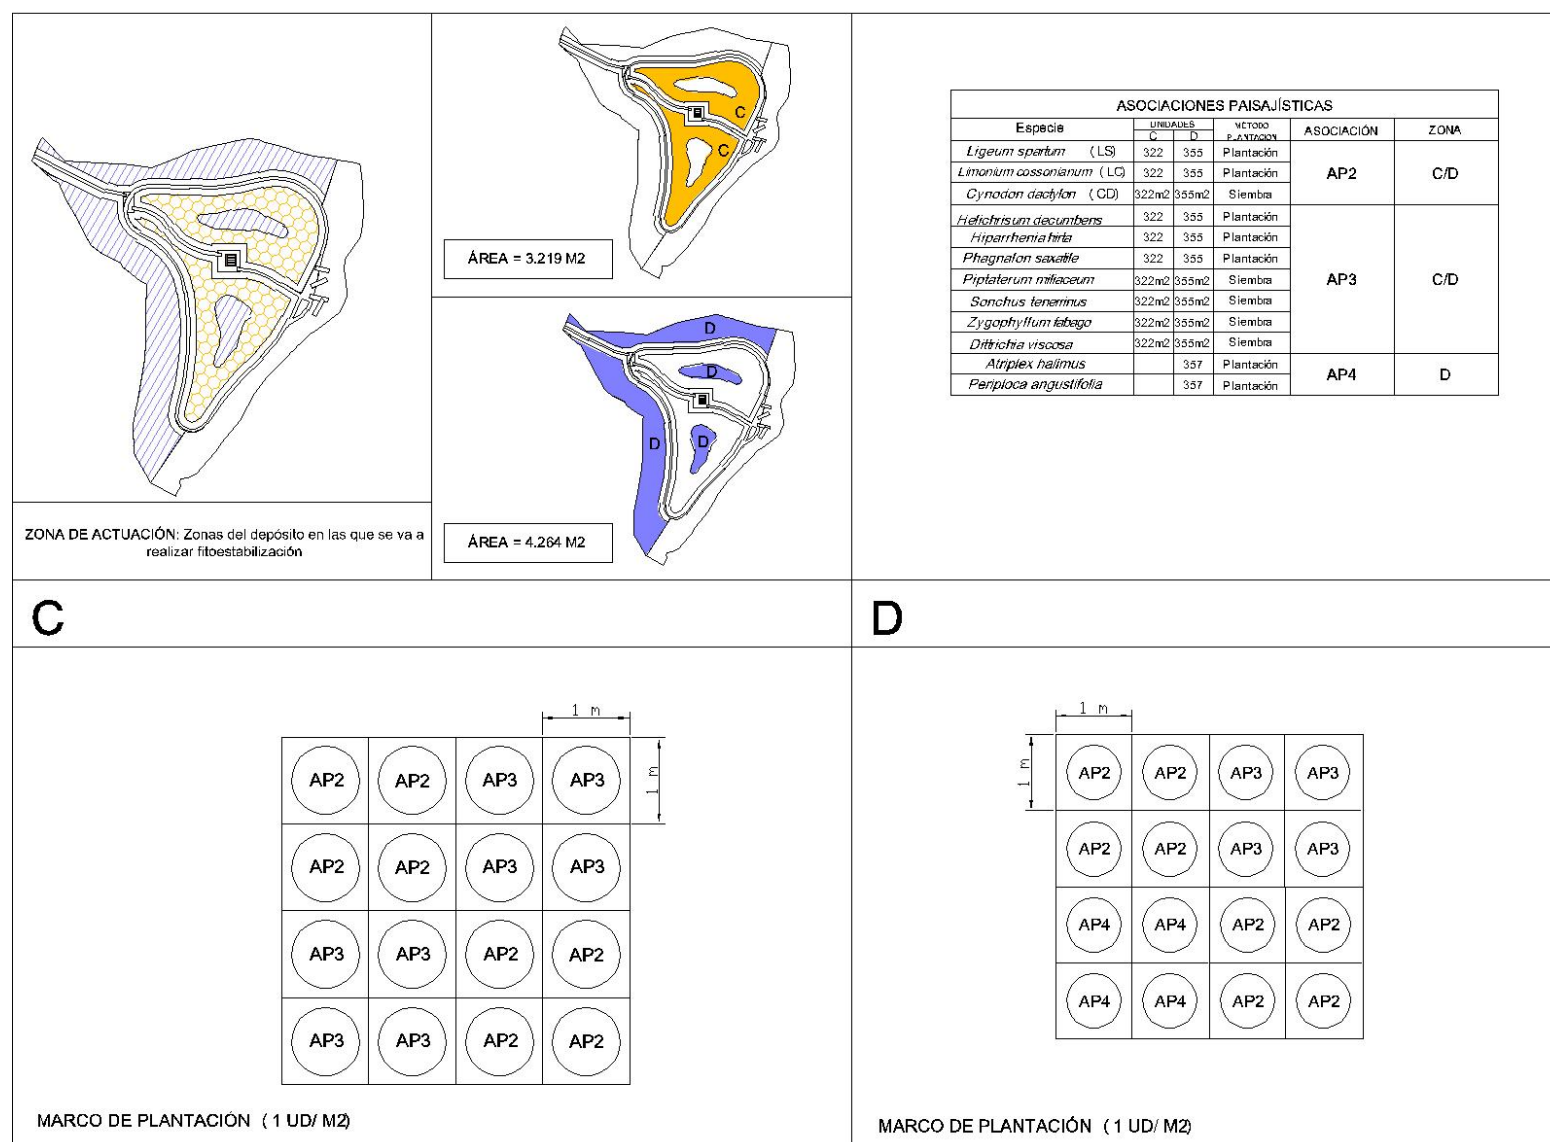 C
C
ÁREA = 3.219 M2
D
D
D
D
ÁREA = 4.264 M2
ZONA DE ACTUACIÓN: Zonas del depósito en las que se va a
realizar fitoestabilización
ASOCIACIONES PAISAJÍSTICAS
Especie UNIDADES MÉTODO PLANTACION ASOCIACIÓN ZONA
C D
Ligeum spartum (LS) 322 355 Plantación
Limonium cossonianum (LC) 322 355 Plantación AP2 C/D
Cynodon dactylon (CD) 322m2 355m2 Siembra
Helichrisum decumbens 322 355 Plantación
Hiparrhenia hirta 322 355 Plantación
Phagnalon saxatile 322 355 Plantación
Piptaterum miliaceum 322m2 355m2 Siembra AP3 C/D
Sonchus tenerrinus 322m2 355m2 Siembra
Zygophyllum fabago 322m2 355m2 Siembra
Dittrichia viscosa 322m2 355m2 Siembra
Atriplex halimus 357 Plantación AP4 D
Periploca angustifolia 357 Plantación
C
1 m
1 m
AP2 AP2 AP3 AP3
AP2 AP2 AP3 AP3
AP3 AP3 AP2 AP2
AP3 AP3 AP2 AP2
MARCO DE PLANTACIÓN (1 UD/ M2)
D
1 m
1 m
AP2 AP2 AP3 AP3
AP2 AP2 AP3 AP3
AP4 AP4 AP2 AP2
AP4 AP4 AP2 AP2
MARCO DE PLANTACIÓN (1 UD/ M2)